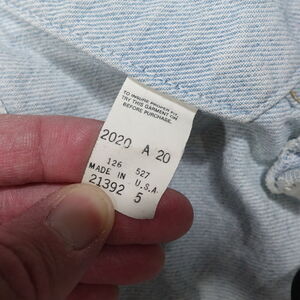 TO INSURE PROPER FIT
TRY THIS GARMENT ON
BEFORE PURCHASE.
2020 A 20
126 527
MADE IN U.S.A.
21392 5